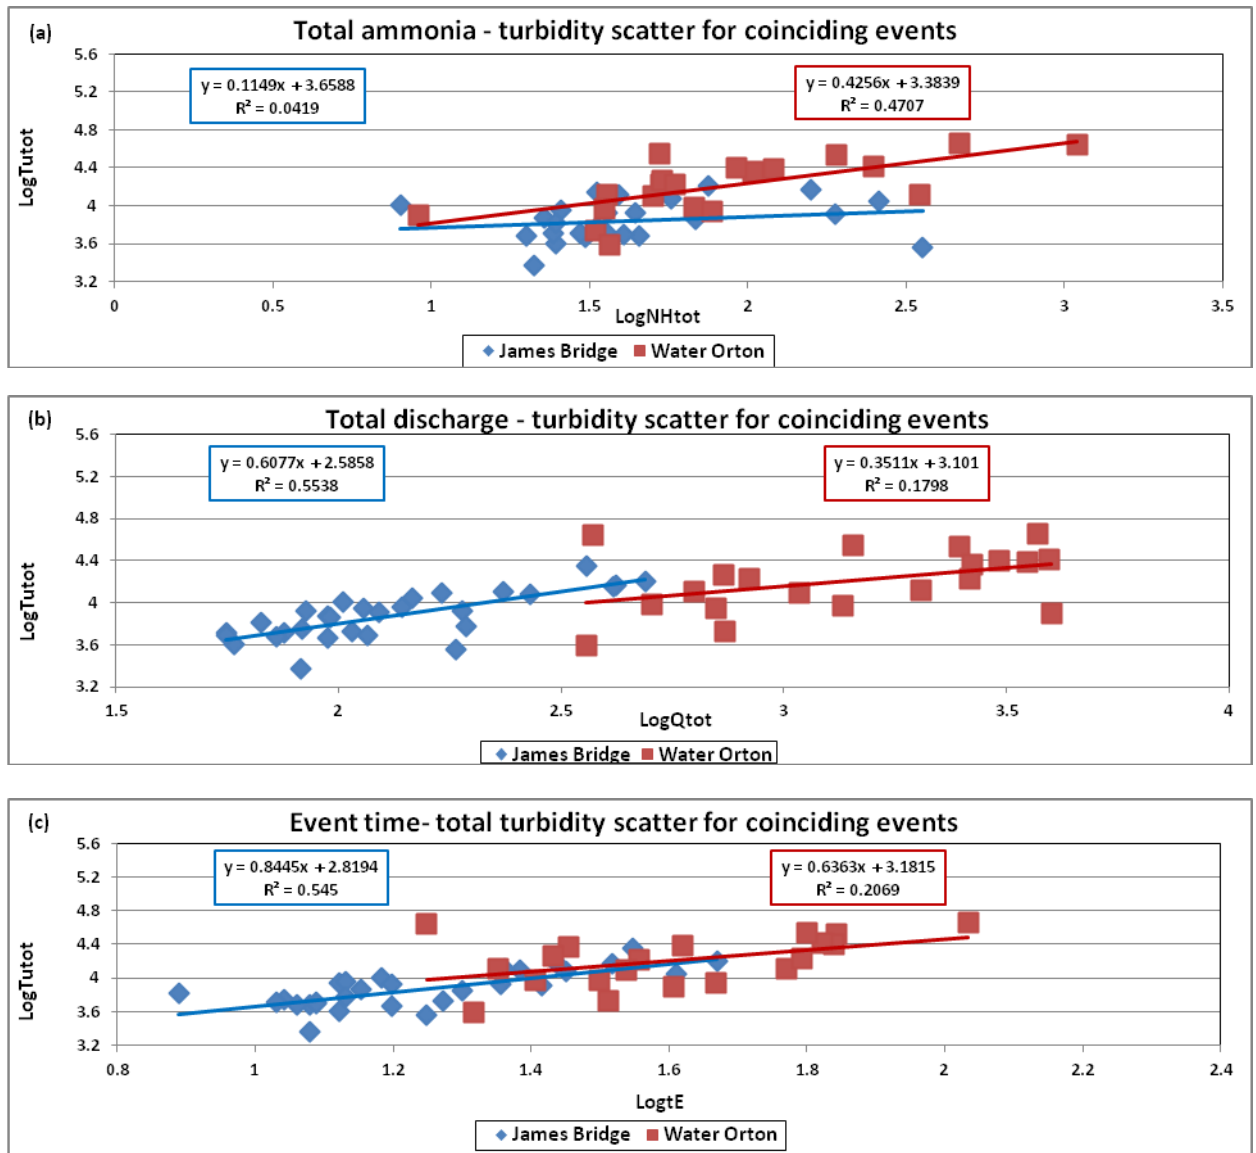 (a)
Total ammonia - turbidity scatter for coinciding events
5.6
5.2
4.8
4.4
4
3.6
3.2
LogTutot
y = 0.1149x + 3.6588
R² = 0.0419
y = 0.4256x + 3.3839
R² = 0.4707
0 0.5 1 1.5 2 2.5 3 3.5
LogNHtot
James Bridge Water Orton
(b)
Total discharge - turbidity scatter for coinciding events
5.6
5.2
4.8
4.4
4
3.6
3.2
LogTutot
y = 0.6077x + 2.5858
R² = 0.5538
y = 0.3511x + 3.101
R² = 0.1798
1.5 2 2.5 3 3.5 4
LogQtot
James Bridge Water Orton
(c)
Event time- total turbidity scatter for coinciding events
5.6
5.2
4.8
4.4
4
3.6
3.2
LogTutot
y = 0.8445x + 2.8194
R² = 0.545
y = 0.6363x + 3.1815
R² = 0.2069
0.8 1 1.2 1.4 1.6 1.8 2 2.2 2.4
LogtE
James Bridge Water Orton